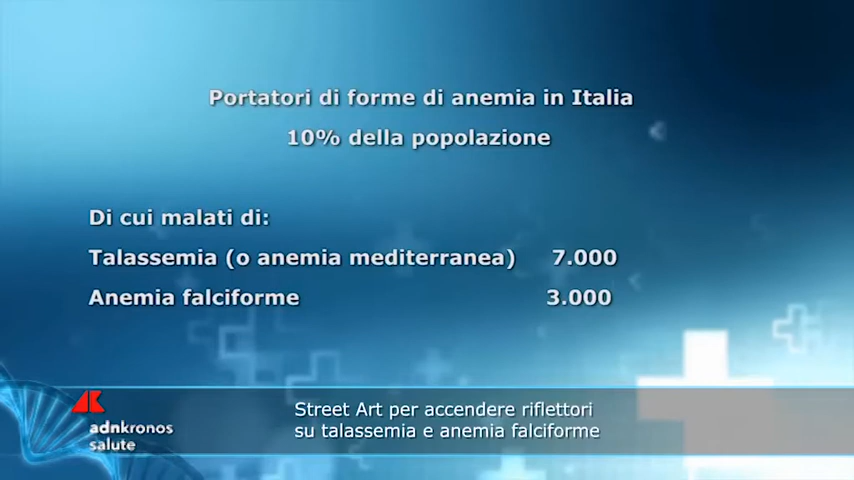 Portatori di forme di anemia in Italia
10% della popolazione
Di cui malati di:
Talassemia (o anemia mediterranea) 7.000
Anemia falciforme 3.000
Street Art per accendere riflettori
su talassemia e anemia falciforme
adnkronos
salute